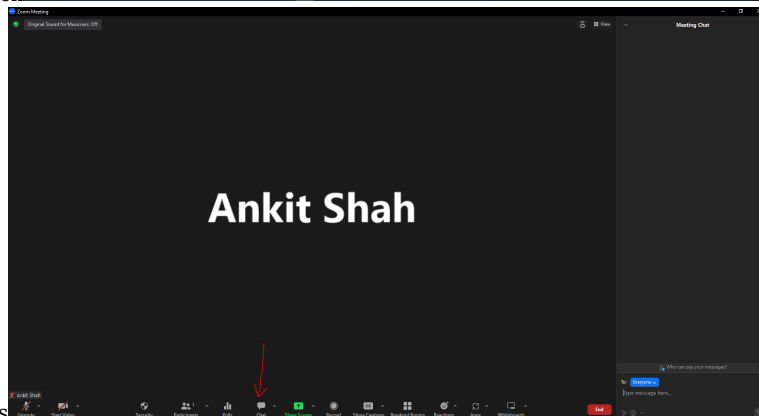 Zoom Meeting
Original Sound for Musicians: Off
View
Meeting Chat
Ankit Shah
Who can see your messages?
To: Everyone
Type message here...
Ankit Shah
Unmute Start Video Security Participants 1 Polls Chat Share Screen Record Show Captions Breakout Rooms Reactions Apps Whiteboards End
s